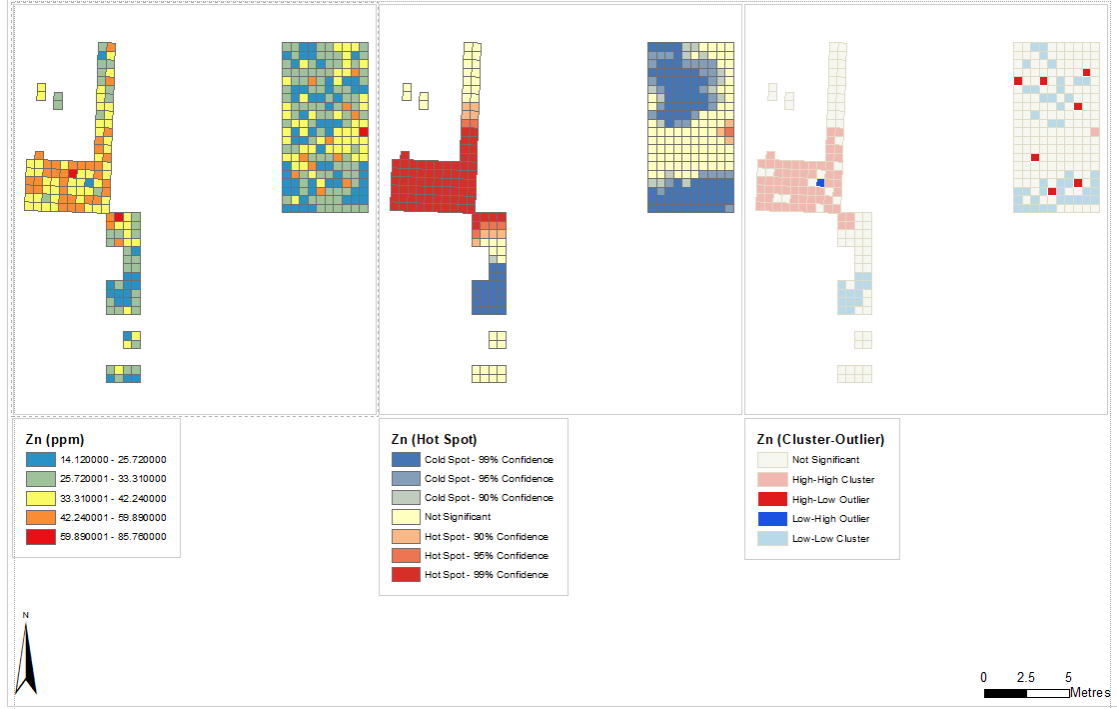 Zn (ppm)
14.120000 - 25.720000
25.720001 - 33.310000
33.310001 - 42.240000
42.240001 - 59.890000
59.890001 - 85.760000
Zn (Hot Spot)
Cold Spot - 99% Confidence
Cold Spot - 95% Confidence
Cold Spot - 90% Confidence
Not Significant
Hot Spot - 90% Confidence
Hot Spot - 95% Confidence
Hot Spot - 99% Confidence
Zn (Cluster-Outlier)
Not Significant
High-High Cluster
High-Low Outlier
Low-High Outlier
Low-Low Cluster
N
0 2.5 5
Metres